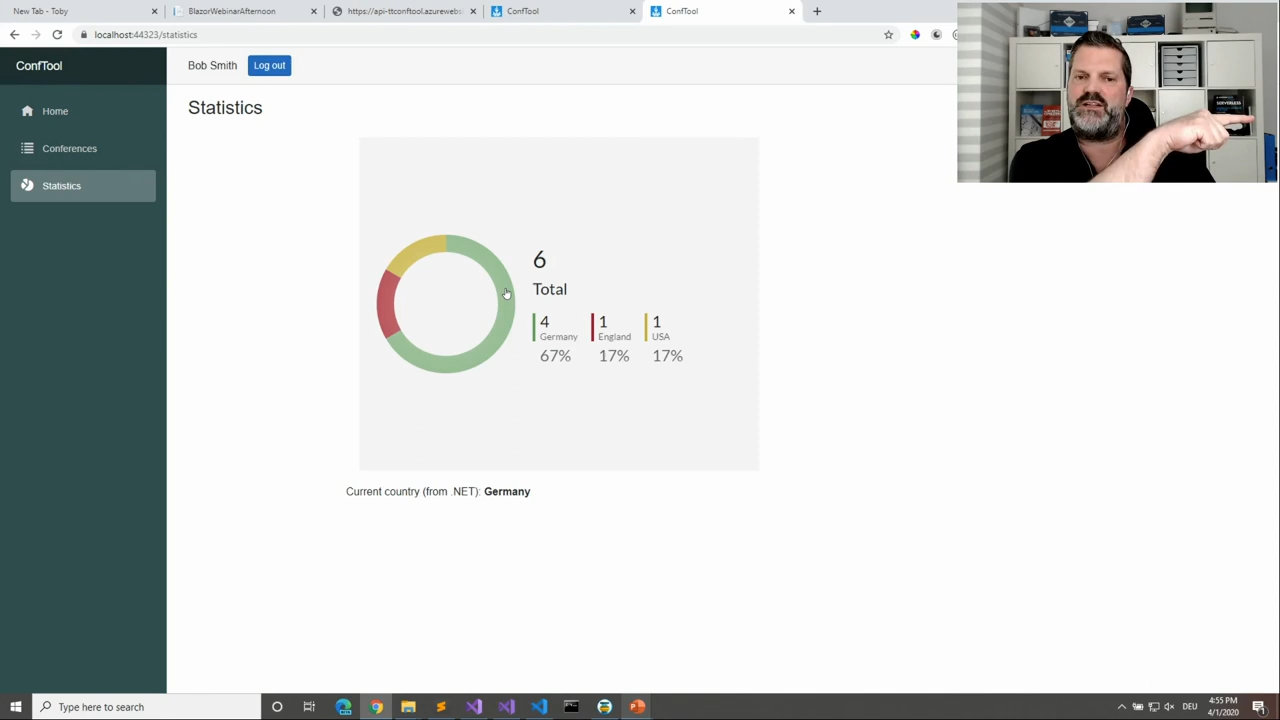 New Tab - Toby
BlazorWebinarAfternoon
https://api-ttconftool.azurewebs
ConfTool
ConfTool
localhost:44323/statistics
ConfTool
Bob Smith
Log out
Home
Conferences
Statistics
Statistics
6
Total
4
Germany
67%
1
England
17%
1
USA
17%
Current country (from .NET): Germany
SERVERLESS
Type here to search
DEU
4:55 PM
4/1/2020